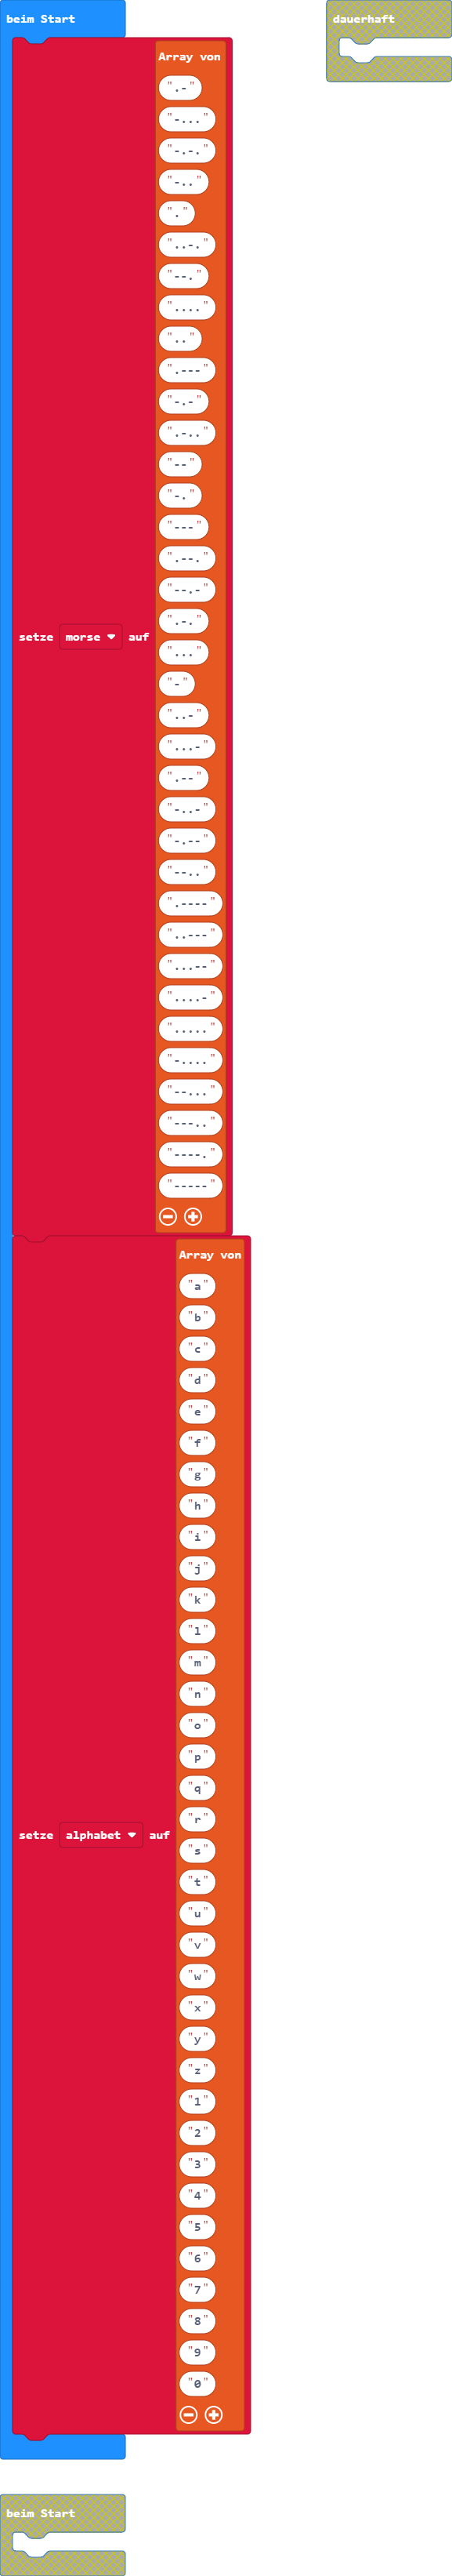 beim Start
dauerhaft
Array von
".-"
"-..."
"-.-."
"-.."
"."
"..-."
"--."
"...."
".."
".---"
"-.-"
".-.."
"--"
"-."
"---"
".--."
"--.-"
".-."
setze morse auf
"..."
"-"
"..-"
"...-"
".--"
"-..-"
"-.--"
"--.."
".----"
"..---"
"...--"
"....-"
"....."
"-...."
"--..."
"---.."
"----."
"-----"
Array von
"a"
"b"
"c"
"d"
"e"
"f"
"g"
"h"
"i"
"j"
"k"
"l"
"m"
"n"
"o"
"p"
"q"
"r"
setze alphabet auf
"s"
"t"
"u"
"v"
"w"
"x"
"y"
"z"
"1"
"2"
"3"
"4"
"5"
"6"
"7"
"8"
"9"
"0"
beim Start